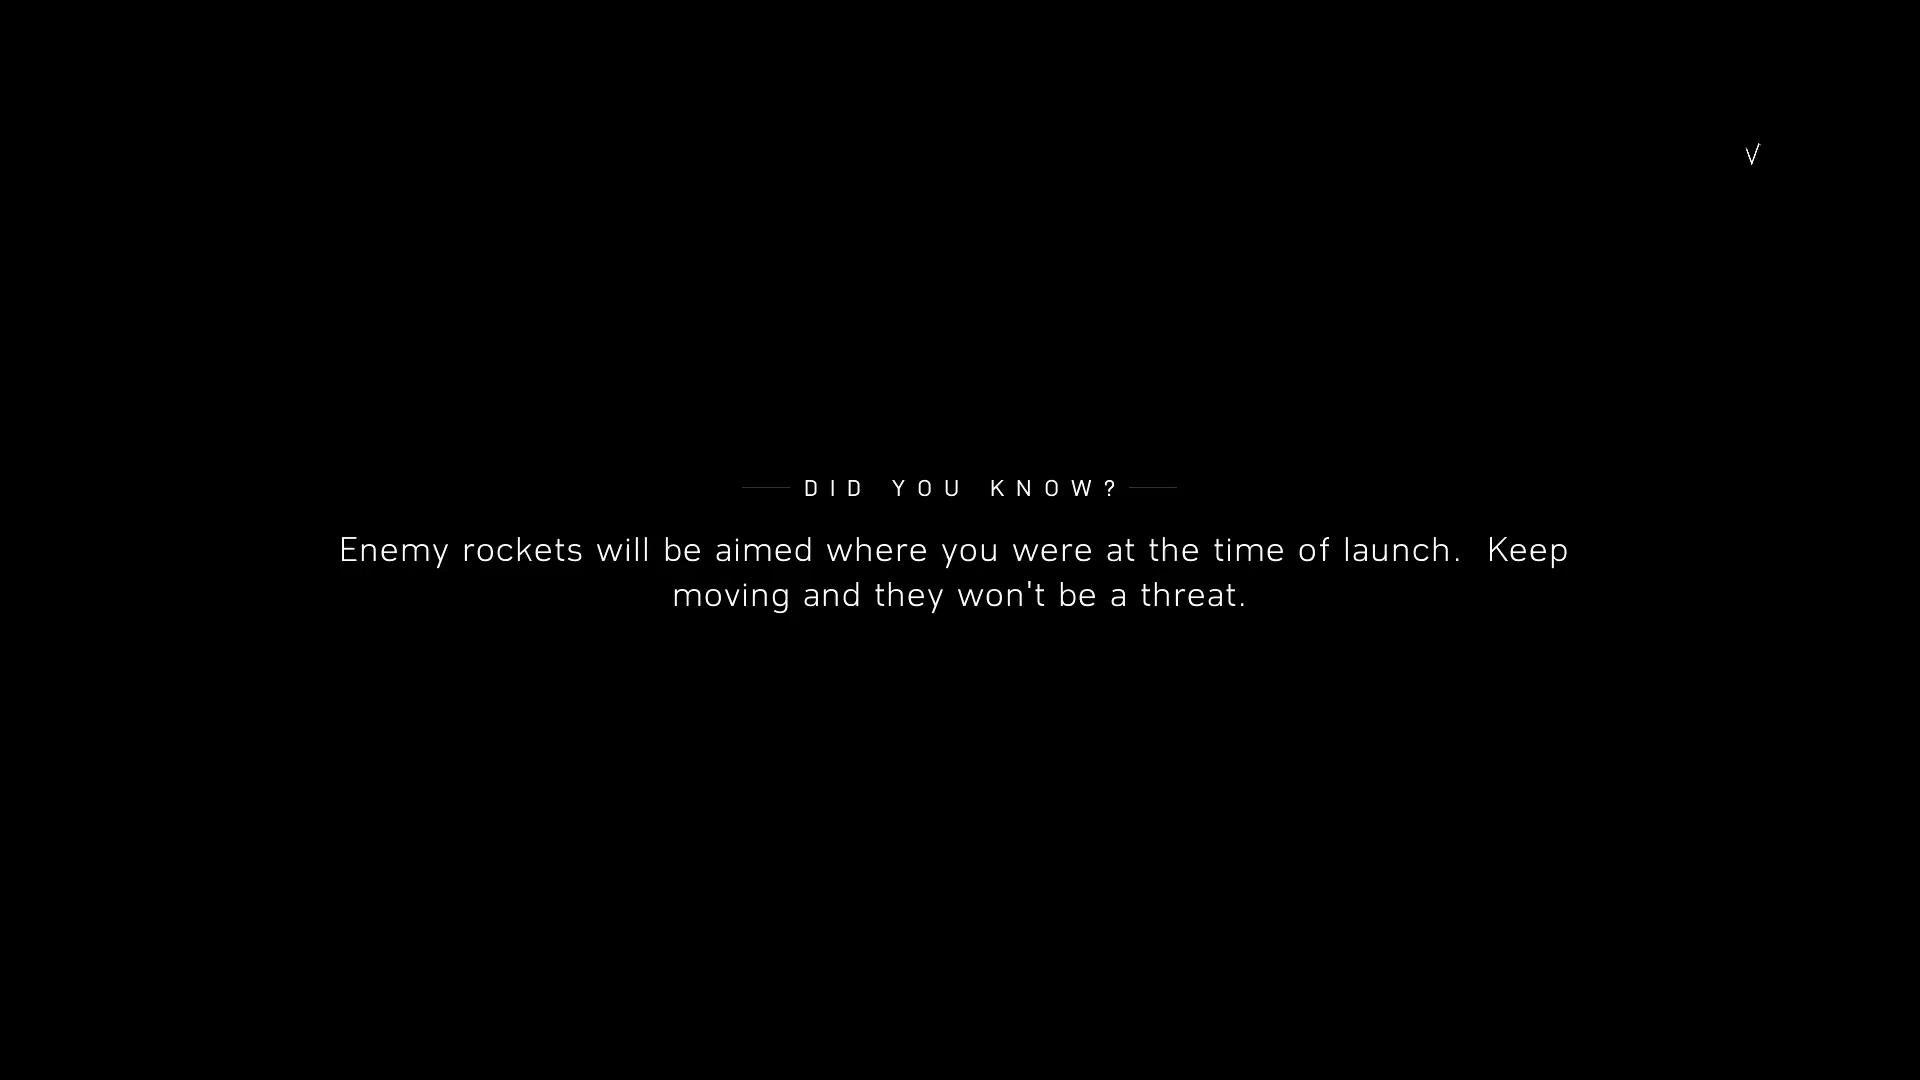 √
DID YOU KNOW?
Enemy rockets will be aimed where you were at the time of launch.  Keep
moving and they won't be a threat.